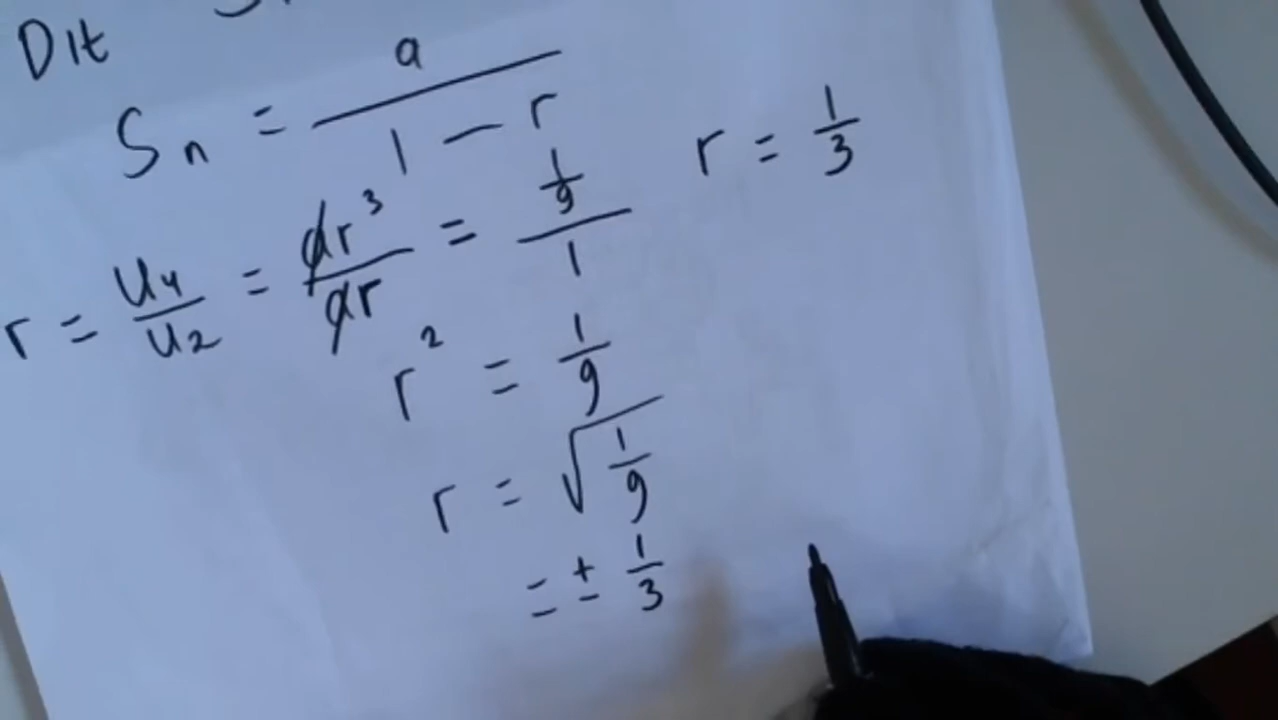 Dit
Sn = a / 1 - r
r = 1/3
r = U4/U2 = ar³/ar = 1/9 / 1
r² = 1/9
r = √1/9
= ± 1/3